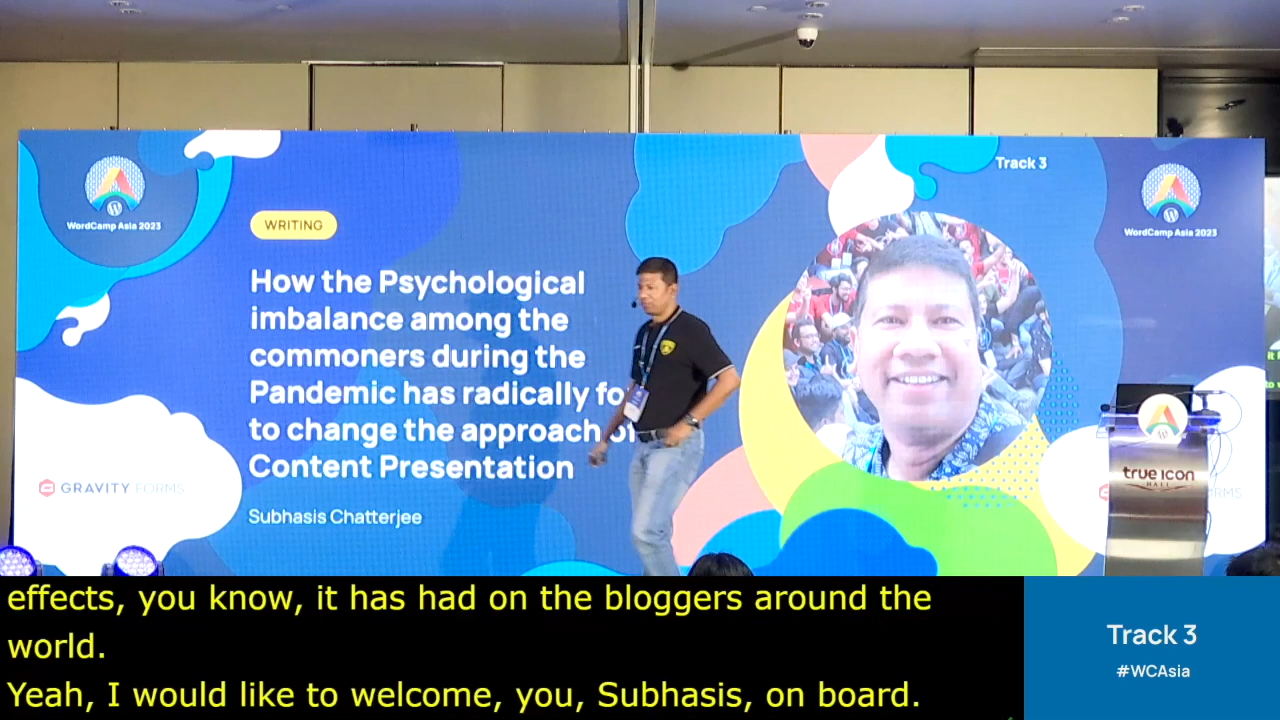 Track 3
WordCamp Asia 2023
WordCamp Asia 2023
WRITING
How the Psychological
imbalance among the
commoners during the
Pandemic has radically fo
to change the approach of
Content Presentation
Subhasis Chatterjee
GRAVITY FORMS
true icon
HALL
effects, you know, it has had on the bloggers around the
world.
Yeah, I would like to welcome, you, Subhasis, on board.
Track 3
#WCAsia